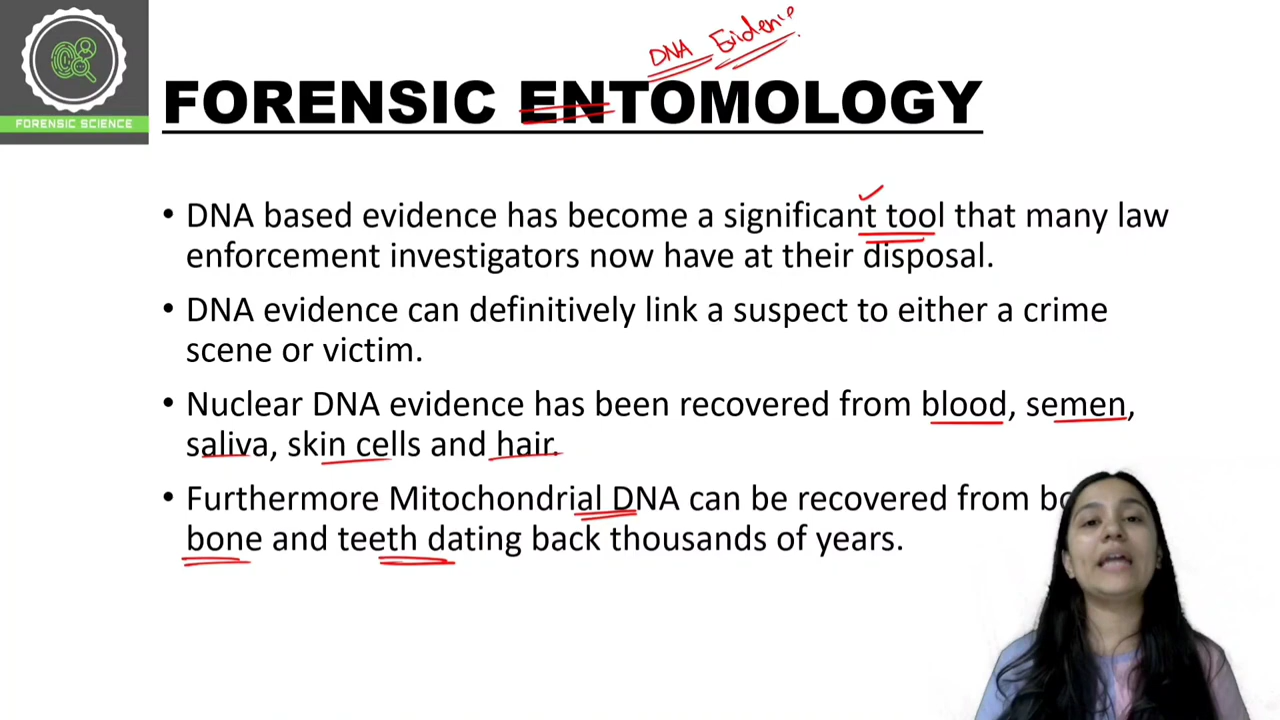 DNA Evidence
FORENSIC SCIENCE
FORENSIC ENTOMOLOGY
• DNA based evidence has become a significant tool that many law
enforcement investigators now have at their disposal.
• DNA evidence can definitively link a suspect to either a crime
scene or victim.
• Nuclear DNA evidence has been recovered from blood, semen,
saliva, skin cells and hair.
• Furthermore Mitochondrial DNA can be recovered from
bone and teeth dating back thousands of years.